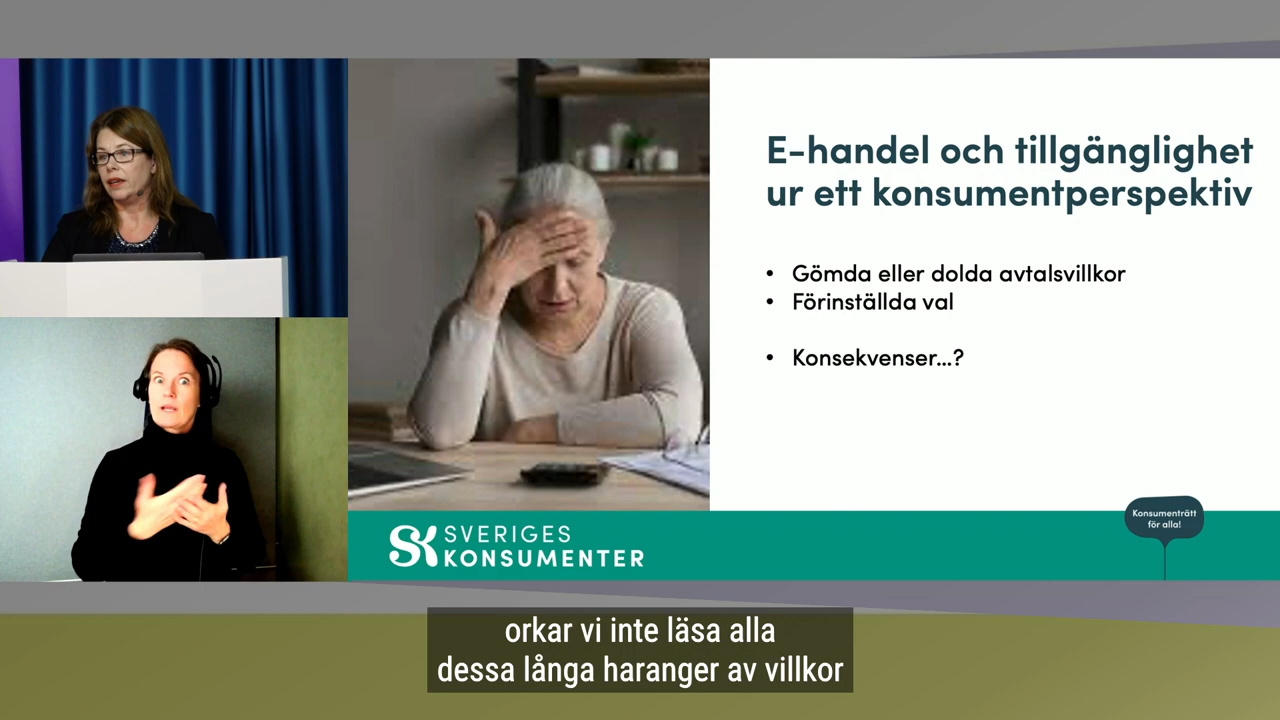 E-handel och tillgänglighet
ur ett konsumentperspektiv
• Gömda eller dolda avtalsvillkor
• Förinställda val
• Konsekvenser...?
SK SVERIGES
KONSUMENTER
Konsumenträtt
för alla!
orkar vi inte läsa alla
dessa långa haranger av villkor